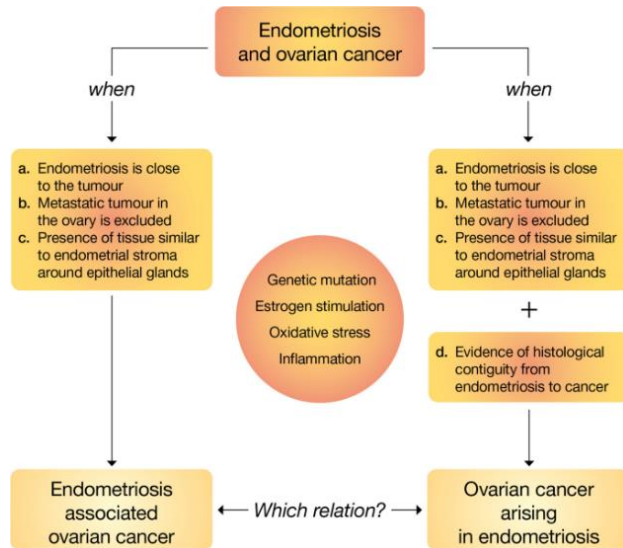 Endometriosis
and ovarian cancer
when
when
a. Endometriosis is close
to the tumour
b. Metastatic tumour in
the ovary is excluded
c. Presence of tissue similar
to endometrial stroma
around epithelial glands
a. Endometriosis is close
to the tumour
b. Metastatic tumour in
the ovary is excluded
c. Presence of tissue similar
to endometrial stroma
around epithelial glands
Genetic mutation
Estrogen stimulation
Oxidative stress
Inflammation
+
d. Evidence of histological
contiguity from
endometriosis to cancer
Endometriosis
associated
ovarian cancer
Which relation?
Ovarian cancer
arising
in endometriosis